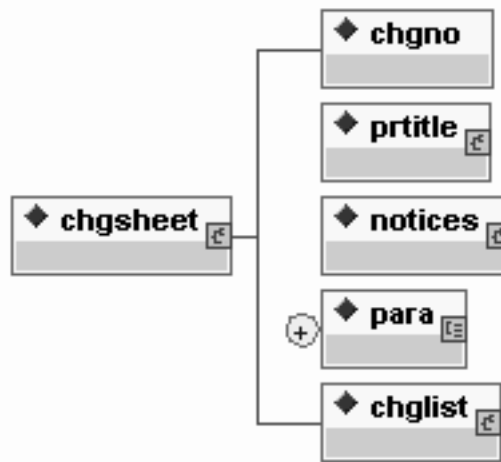 chgno
prtitle
chgsheet
notices
para
+
chglist